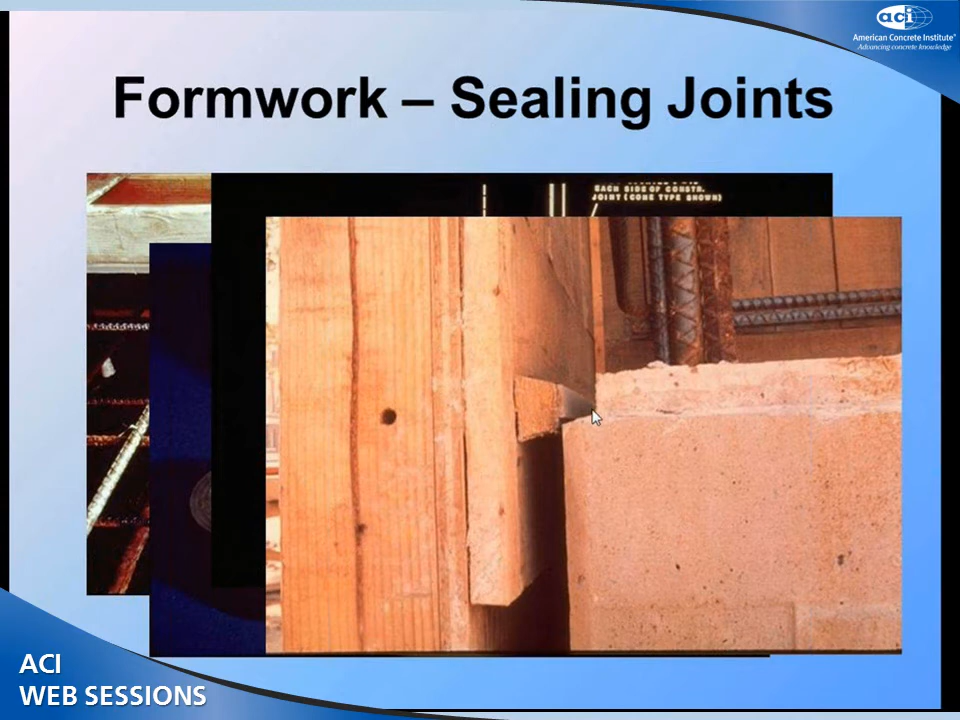 aci
American Concrete Institute®
Advancing concrete knowledge
Formwork – Sealing Joints
EACH SIDE OF CONSTR.
JOINT (CONE TYPE SHOWN)
ACI
WEB SESSIONS